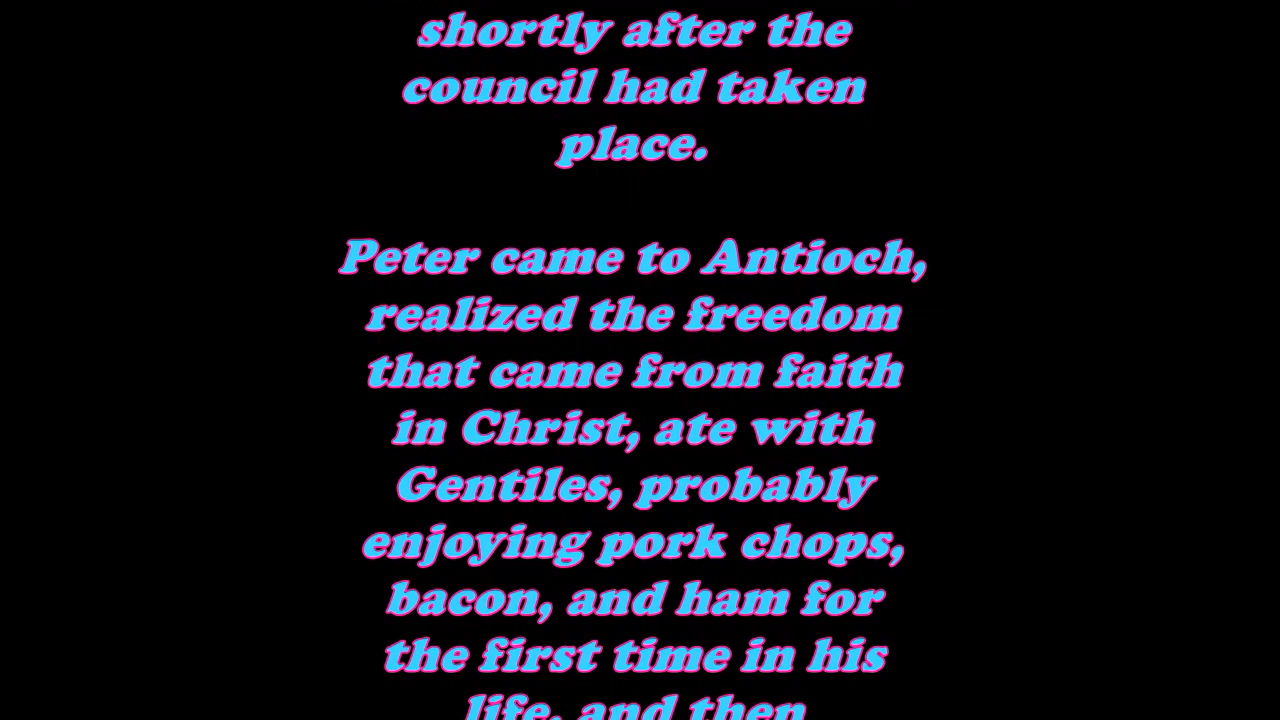 shortly after the
council had taken
place.
Peter came to Antioch,
realized the freedom
that came from faith
in Christ, ate with
Gentiles, probably
enjoying pork chops,
bacon, and ham for
the first time in his
life, and then